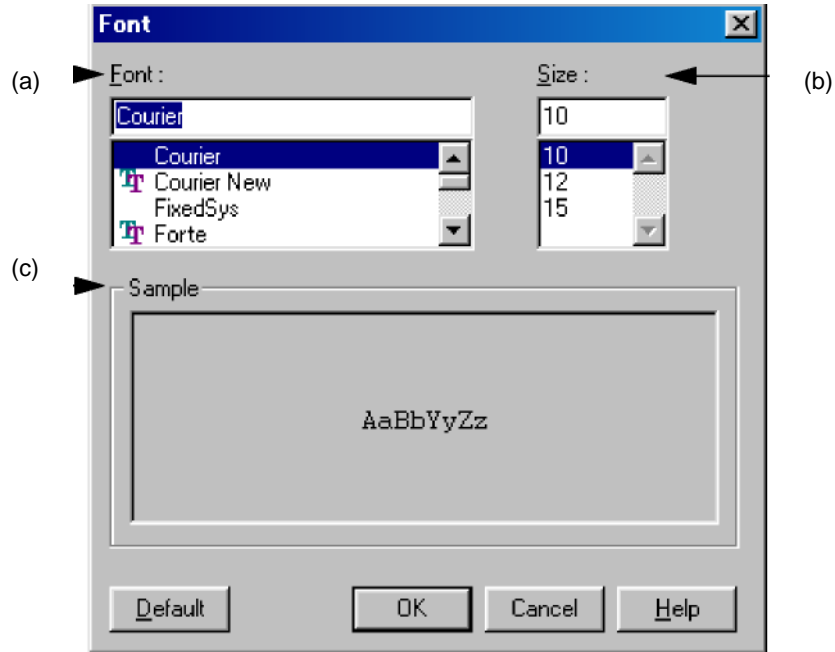 Font
(a)
Font :
Size :
(b)
Courier
10
Courier
Courier New
FixedSys
Forte
10
12
15
(c)
Sample
AaBbYyZz
Default
OK
Cancel
Help